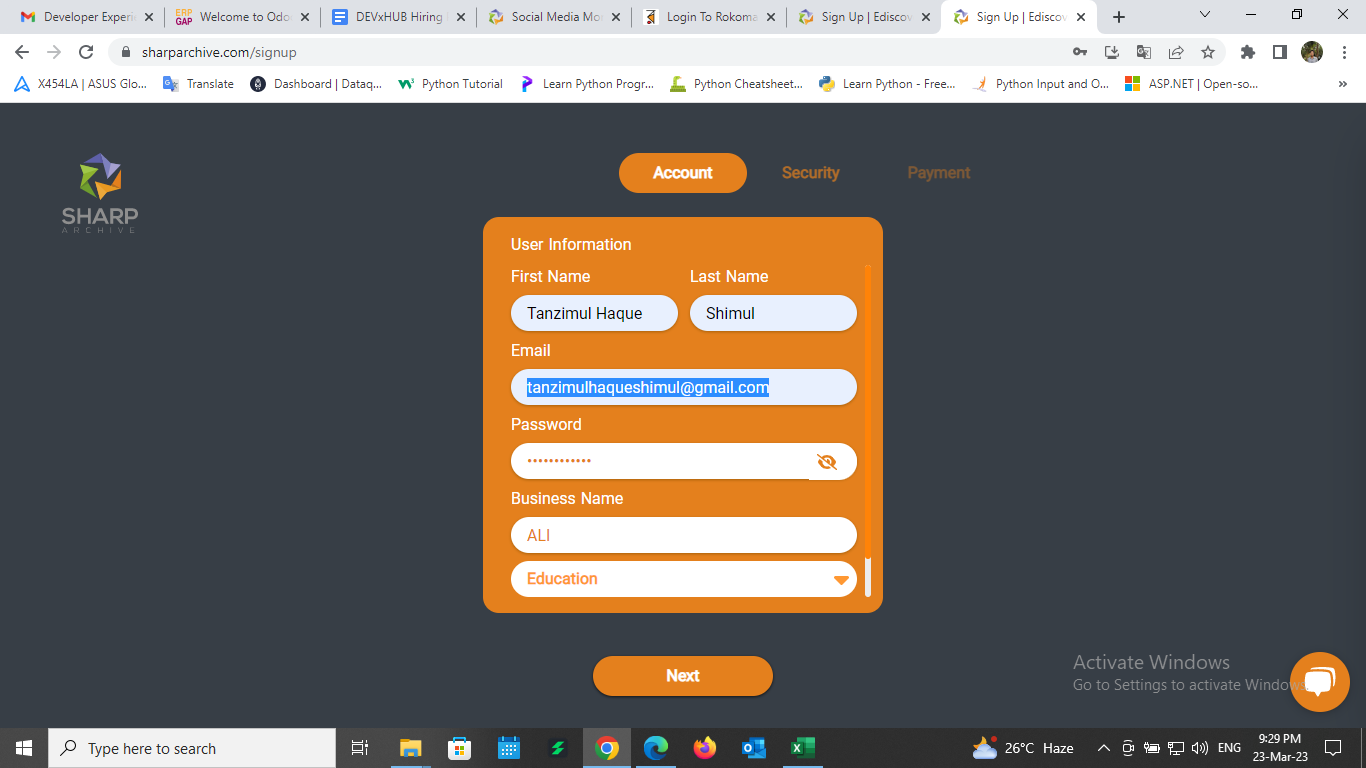 Developer Experi
Welcome to Odo
DEVxHUB Hiring
Social Media Mo
Login To Rokoma
Sign Up | Ediscov
Sign Up | Ediscov
sharparchive.com/signup
X454LA | ASUS Glo...
Translate
Dashboard | Dataq...
Python Tutorial
Learn Python Progr...
Python Cheatsheet...
Learn Python - Free...
Python Input and O...
ASP.NET | Open-so...
SHARP
ARCHIVE
Account
Security
Payment
User Information
First Name
Last Name
Tanzimul Haque
Shimul
Email
tanzimulhaqueshimul@gmail.com
Password
••••••••••••
Business Name
ALI
Education
Next
Activate Windows
Go to Settings to activate Windows.
Type here to search
26°C Haze
ENG
9:29 PM
23-Mar-23
ERP
GAP